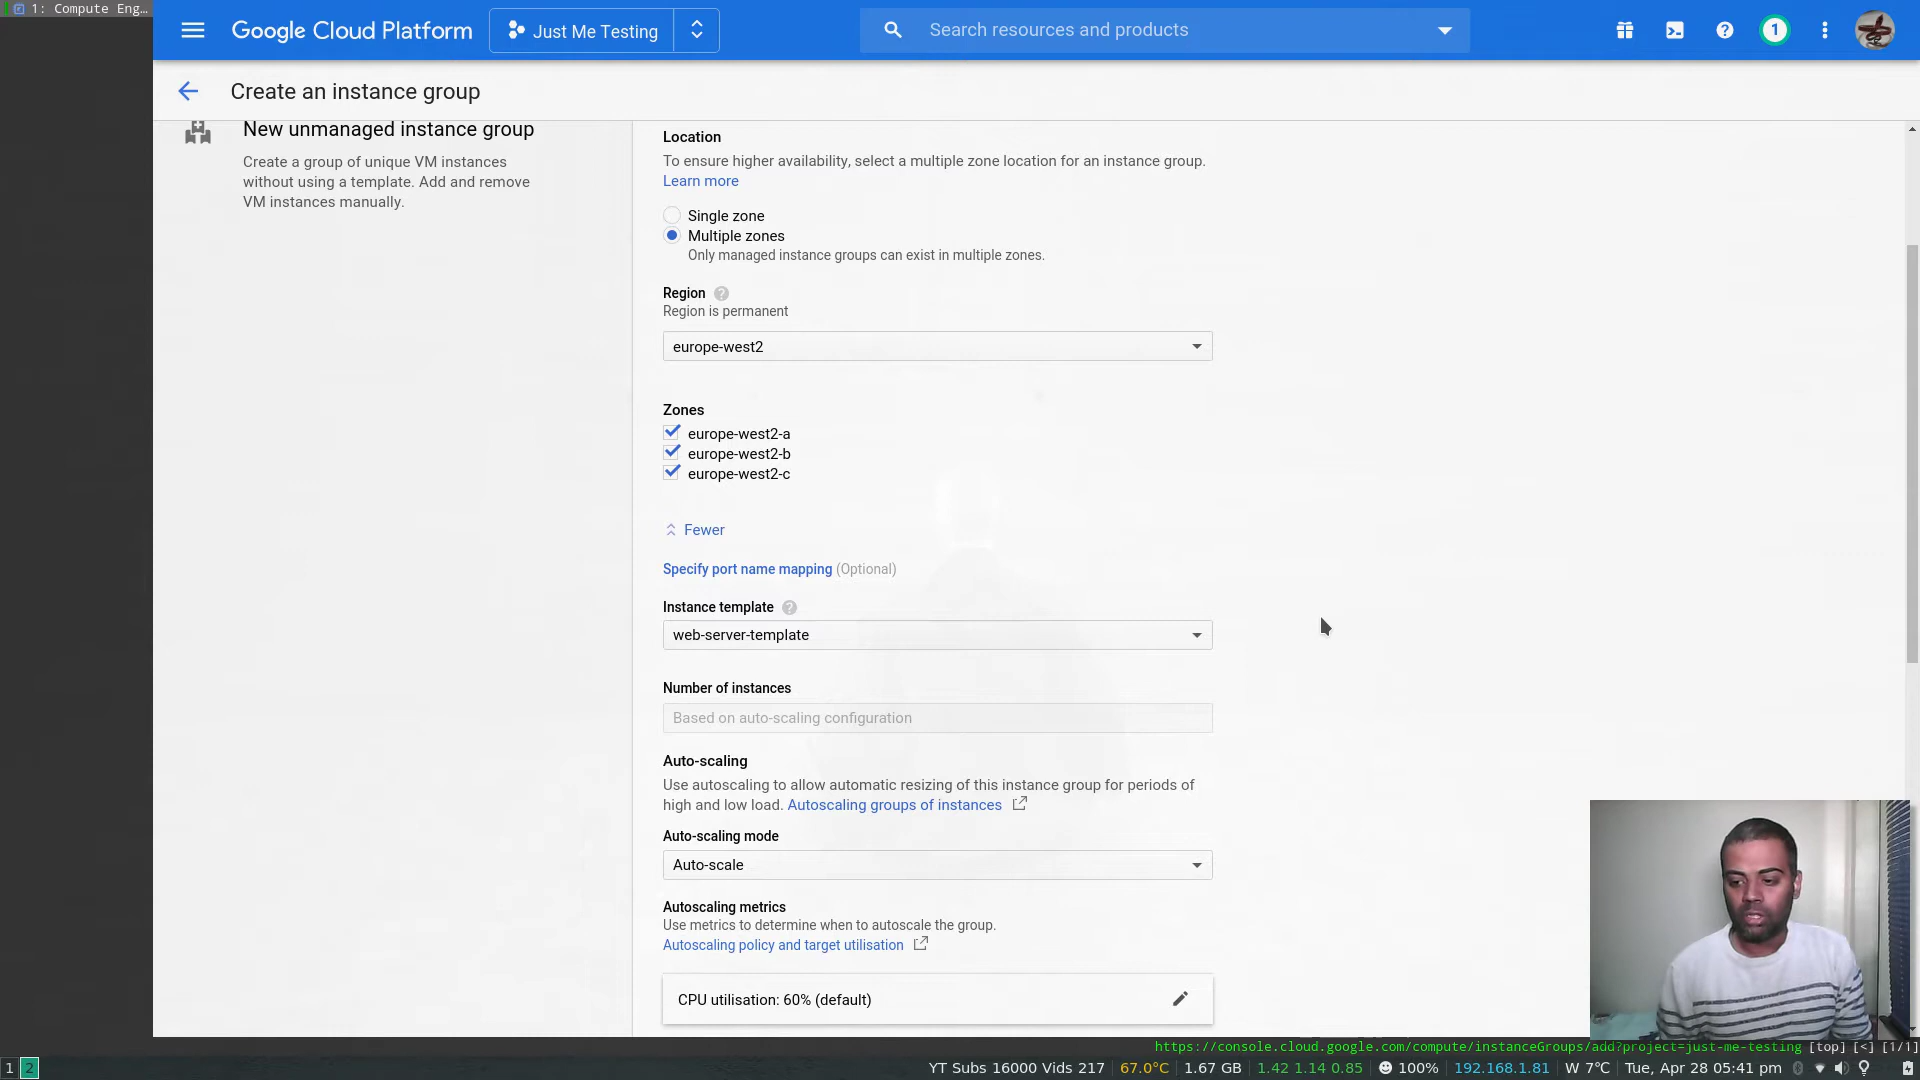 1: Compute Eng…
Google Cloud Platform
Just Me Testing
Search resources and products
1
Create an instance group
New unmanaged instance group
Create a group of unique VM instances
without using a template. Add and remove
VM instances manually.
Location
To ensure higher availability, select a multiple zone location for an instance group.
Learn more
Single zone
Multiple zones
Only managed instance groups can exist in multiple zones.
Region
Region is permanent
europe-west2
Zones
europe-west2-a
europe-west2-b
europe-west2-c
Fewer
Specify port name mapping (Optional)
Instance template
web-server-template
Number of instances
Based on auto-scaling configuration
Auto-scaling
Use autoscaling to allow automatic resizing of this instance group for periods of
high and low load. Autoscaling groups of instances
Auto-scaling mode
Auto-scale
Autoscaling metrics
Use metrics to determine when to autoscale the group.
Autoscaling policy and target utilisation
CPU utilisation: 60% (default)
https://console.cloud.google.com/compute/instanceGroups/add?project=just-me-testing [top] [<] [1/1]
1 2
YT Subs 16000 Vids 217 67.0°C 1.67 GB 1.42 1.14 0.85 100% 192.168.1.81 W 7°C Tue, Apr 28 05:41 pm